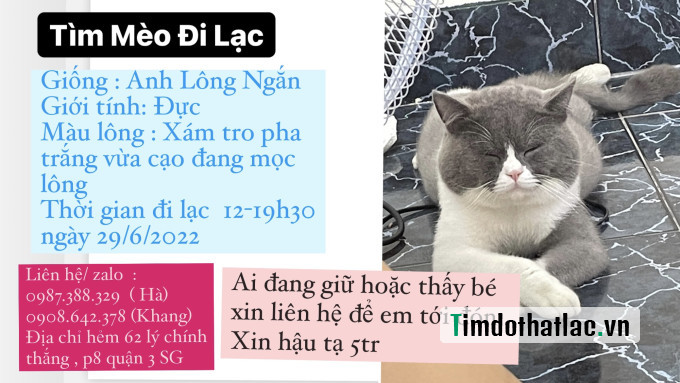 Tìm Mèo Đi Lạc
Giống : Anh Lông Ngắn
Giới tính: Đực
Màu lông : Xám tro pha
trắng vừa cạo đang mọc
lông
Thời gian đi lạc 12-19h30
ngày 29/6/2022
Liên hệ/ zalo :
0987.388.329 ( Hà)
0908.642.378 (Khang)
Địa chỉ hẻm 62 lý chính
thắng , p8 quận 3 SG
Ai đang giữ hoặc thấy bé
xin liên hệ để em tới đón
Xin hậu tạ 5tr
Timdothatlac.vn